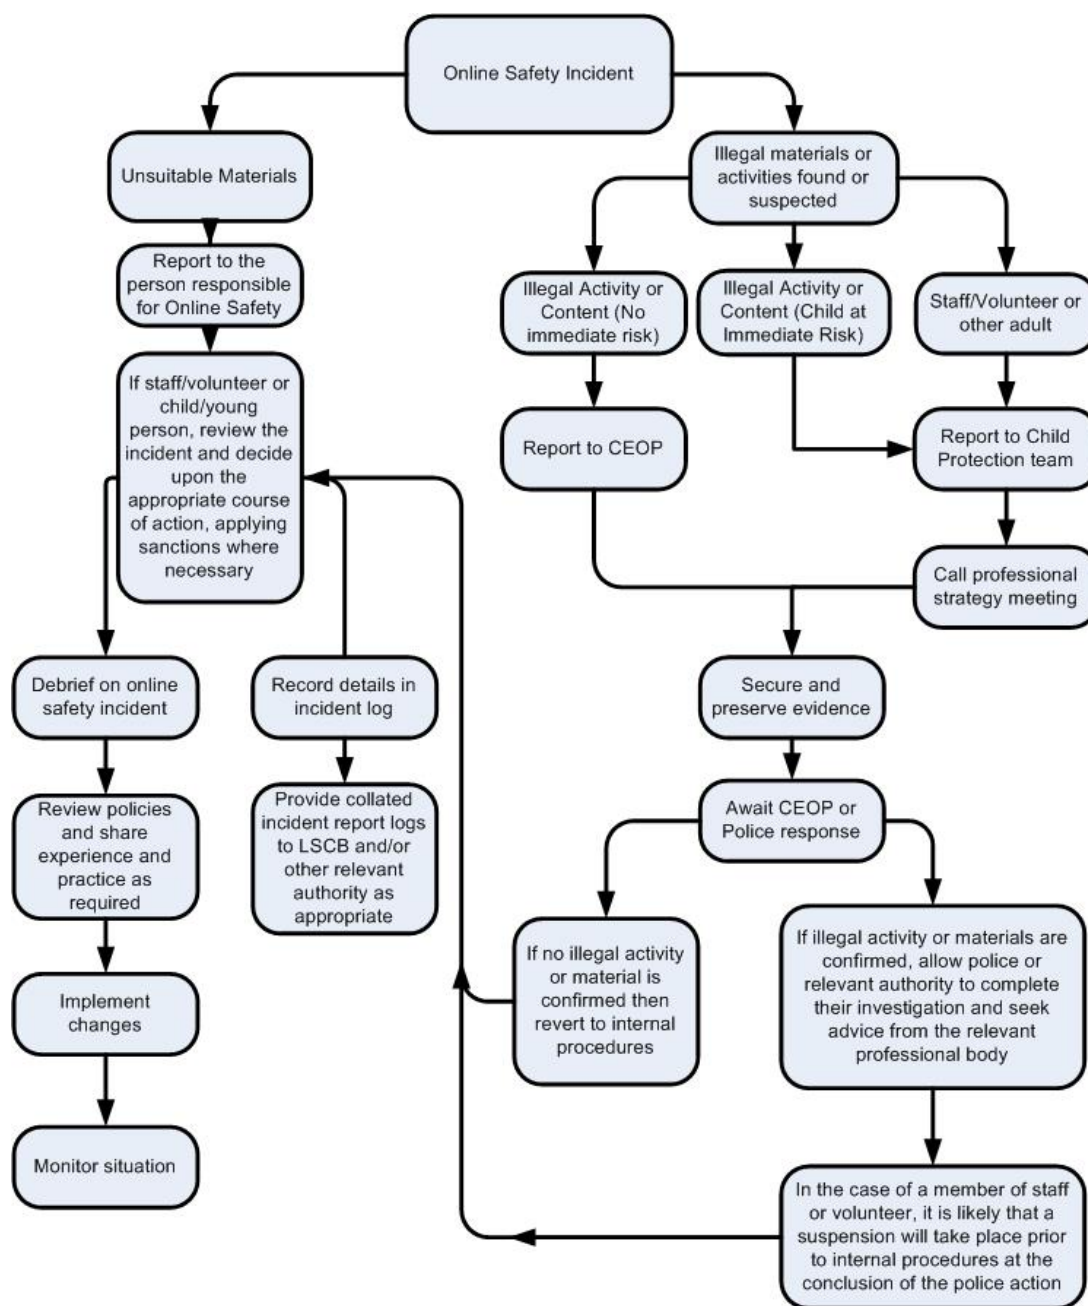 Online Safety Incident
Unsuitable Materials
Report to the
person responsible
for Online Safety
If staff/volunteer or
child/young
person, review the
incident and decide
upon the
appropriate course
of action, applying
sanctions where
necessary
Debrief on online
safety incident
Review policies
and share
experience and
practice as
required
Implement
changes
Monitor situation
Record details in
incident log
Provide collated
incident report logs
to LSCB and/or
other relevant
authority as
appropriate
Illegal materials or
activities found or
suspected
Illegal Activity or
Content (No
immediate risk)
Illegal Activity or
Content (Child at
Immediate Risk)
Staff/Volunteer or
other adult
Report to CEOP
Report to Child
Protection team
Call professional
strategy meeting
Secure and
preserve evidence
Await CEOP or
Police response
If no illegal activity
or material is
confirmed then
revert to internal
procedures
If illegal activity or materials are
confirmed, allow police or
relevant authority to complete
their investigation and seek
advice from the relevant
professional body
In the case of a member of staff
or volunteer, it is likely that a
suspension will take place prior
to internal procedures at the
conclusion of the police action